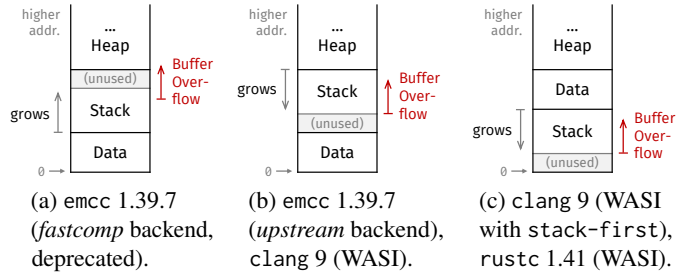 higher
addr.
...
Heap
(unused)
Stack
Data
grows
0
Buffer
Over-
flow
(a) emcc 1.39.7
(fastcomp backend,
deprecated).
higher
addr.
...
Heap
Stack
(unused)
Data
grows
0
Buffer
Over-
flow
(b) emcc 1.39.7
(upstream backend),
clang 9 (WASI).
higher
addr.
...
Heap
Data
Stack
(unused)
grows
0
Buffer
Over-
flow
(c) clang 9 (WASI
with stack-first),
rustc 1.41 (WASI).